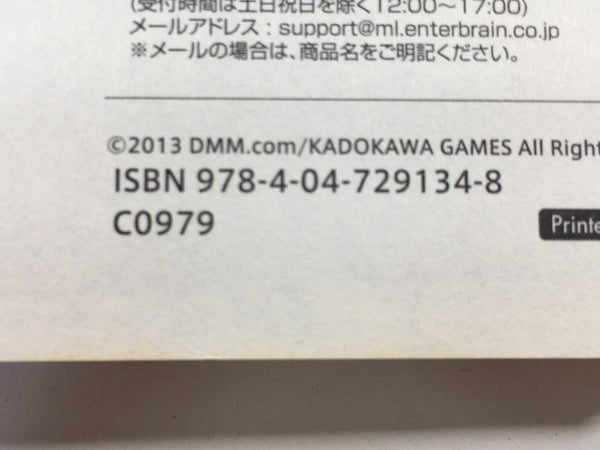 (受付時間は土日祝日を除く12:00〜17:00)
メールアドレス：support@ml.enterbrain.co.jp
※メールの場合は、商品名をご明記ください。
©2013 DMM.com/KADOKAWA GAMES All Right
ISBN 978-4-04-729134-8
C0979
Printe